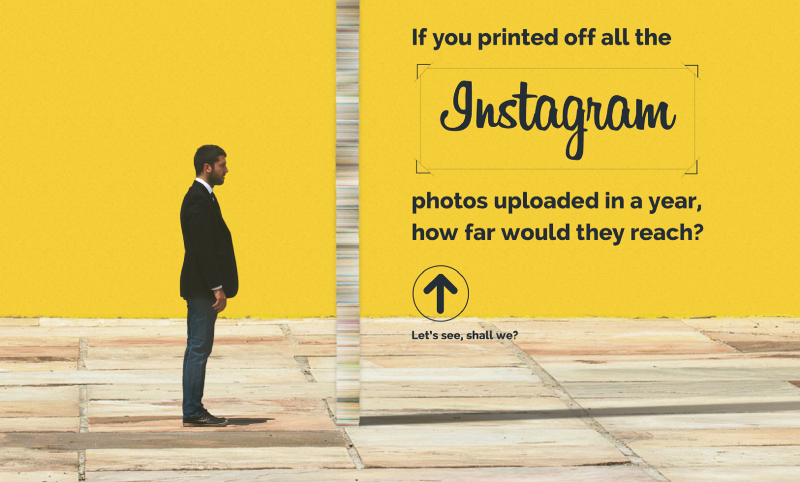 If you printed off all the
Instagram
photos uploaded in a year,
how far would they reach?
Let's see, shall we?